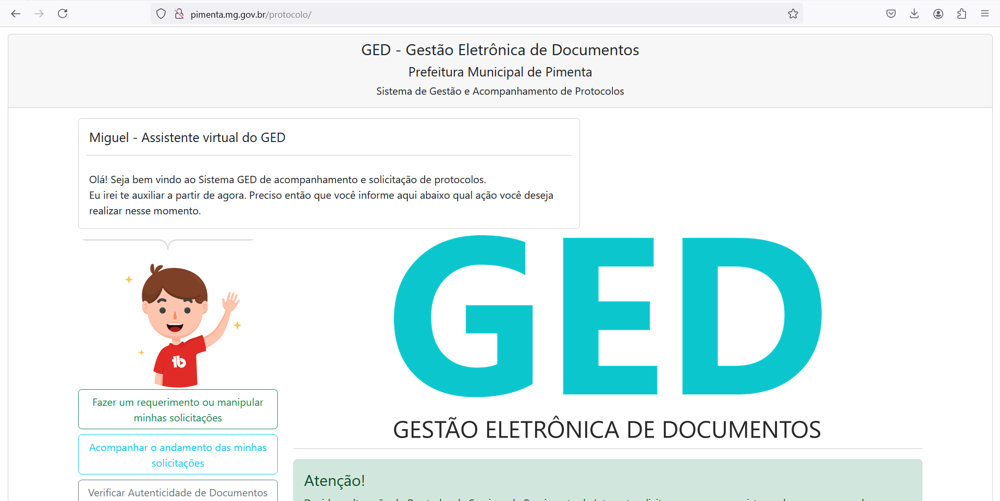 pimenta.mg.gov.br/protocolo/
GED - Gestão Eletrônica de Documentos
Prefeitura Municipal de Pimenta
Sistema de Gestão e Acompanhamento de Protocolos
Miguel - Assistente virtual do GED
Olá! Seja bem vindo ao Sistema GED de acompanhamento e solicitação de protocolos.
Eu irei te auxiliar a partir de agora. Preciso então que você informe aqui abaixo qual ação você deseja
realizar nesse momento.
GED
GESTÃO ELETRÔNICA DE DOCUMENTOS
tb
Fazer um requerimento ou manipular
minhas solicitações
Acompanhar o andamento das minhas
solicitações
Verificar Autenticidade de Documentos
Atenção!